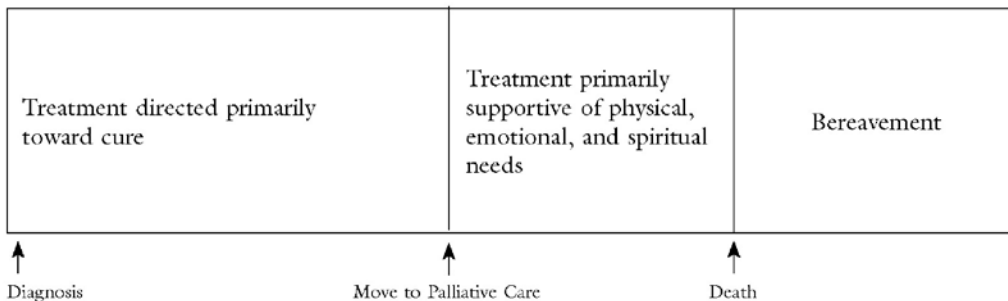 Treatment directed primarily
toward cure
Treatment primarily
supportive of physical,
emotional, and spiritual
needs
Bereavement
Diagnosis
Move to Palliative Care
Death